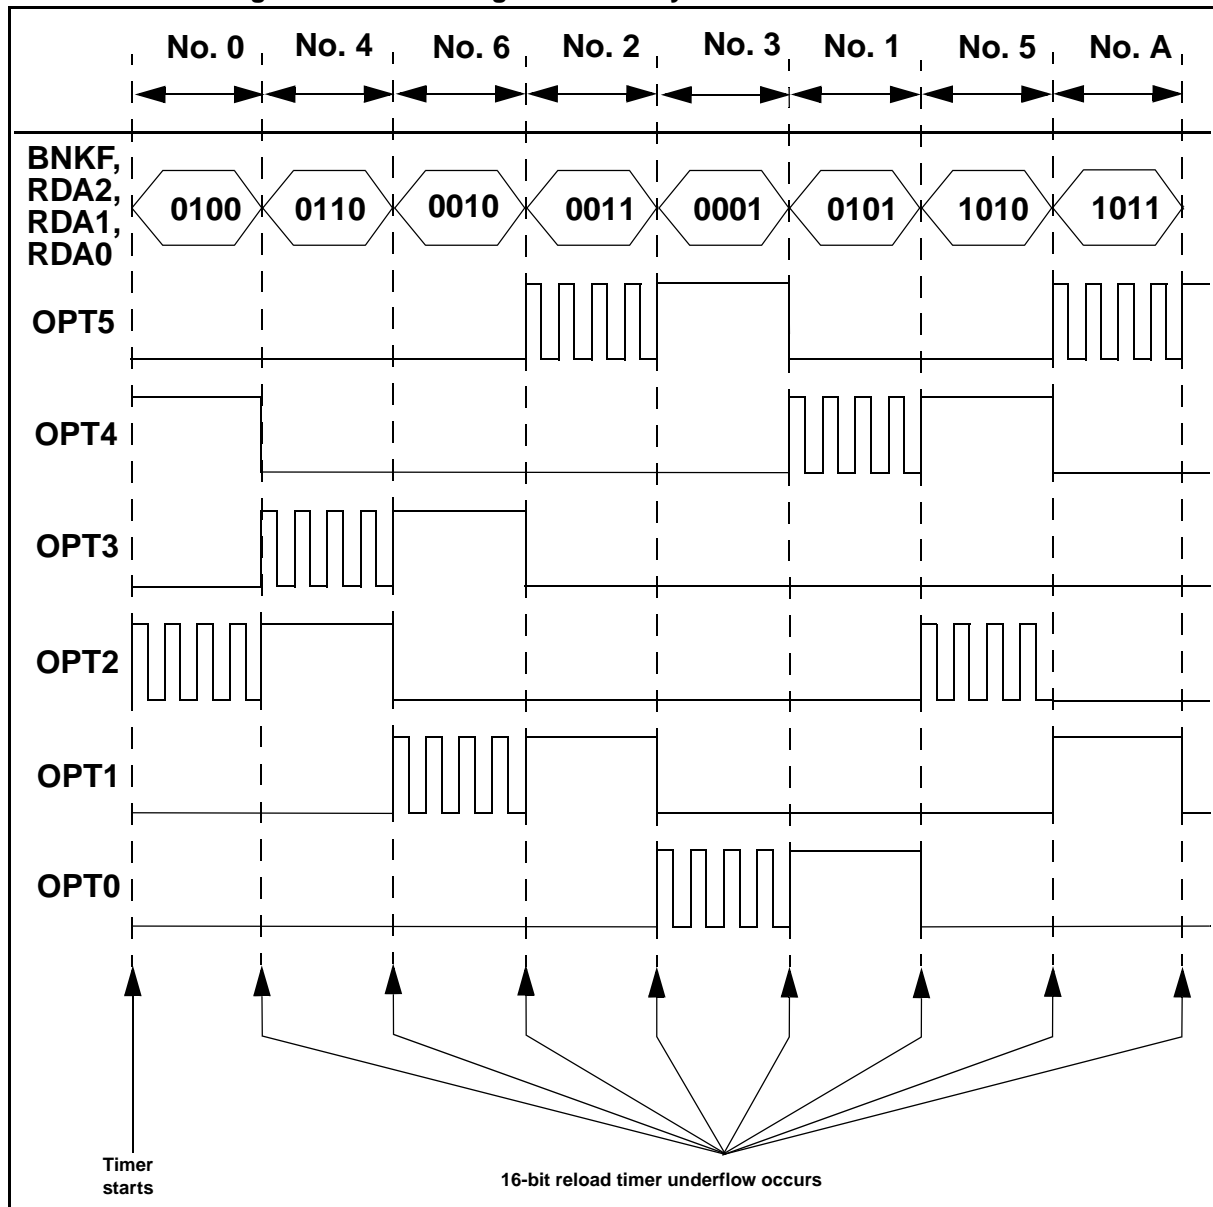 No. 0 No. 4 No. 6 No. 2 No. 3 No. 1 No. 5 No. A
BNKF,
RDA2,
RDA1,
RDA0
0100 0110 0010 0011 0001 0101 1010 1011
OPT5
OPT4
OPT3
OPT2
OPT1
OPT0
Timer
starts
16-bit reload timer underflow occurs